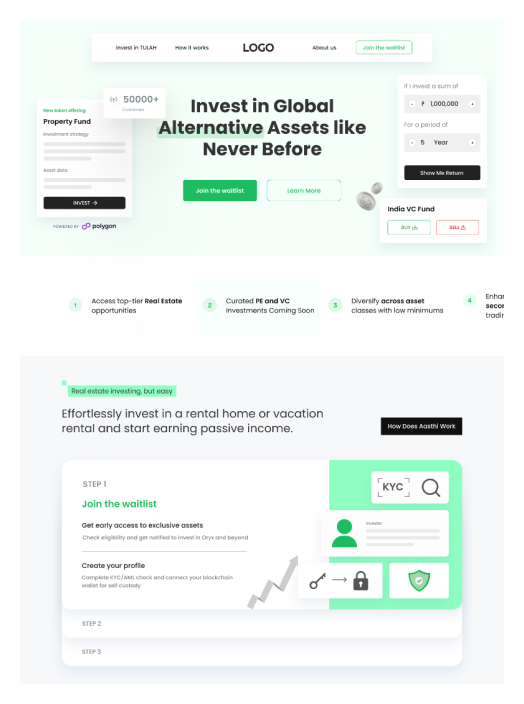 Invest in TULAH
How it works
LOGO
About us
Join the waitlist
50000+
Customers
New token offering
Property Fund
Investment strategy
Asset data
INVEST →
POWERED BY polygon
Invest in Global
Alternative Assets like
Never Before
Join the waitlist
Learn More
If I invest a sum of
- ₹ 1,000,000 +
For a period of
- 5 Year +
Show Me Return
India VC Fund
BUY
SELL
1
Access top-tier Real Estate
opportunities
2
Curated PE and VC
Investments Coming Soon
3
Diversify across asset
classes with low minimums
4
Enhan
secon
tradin
Real estate investing, but easy
Effortlessly invest in a rental home or vacation
rental and start earning passive income.
How Does Aasthi Work
STEP 1
Join the waitlist
Get early access to exclusive assets
Check eligibility and get notified to invest in Oryx and beyond
Create your profile
Complete KYC/AML check and connect your blockchain
wallet for self custody.
KYC
Investor
STEP 2
STEP 3